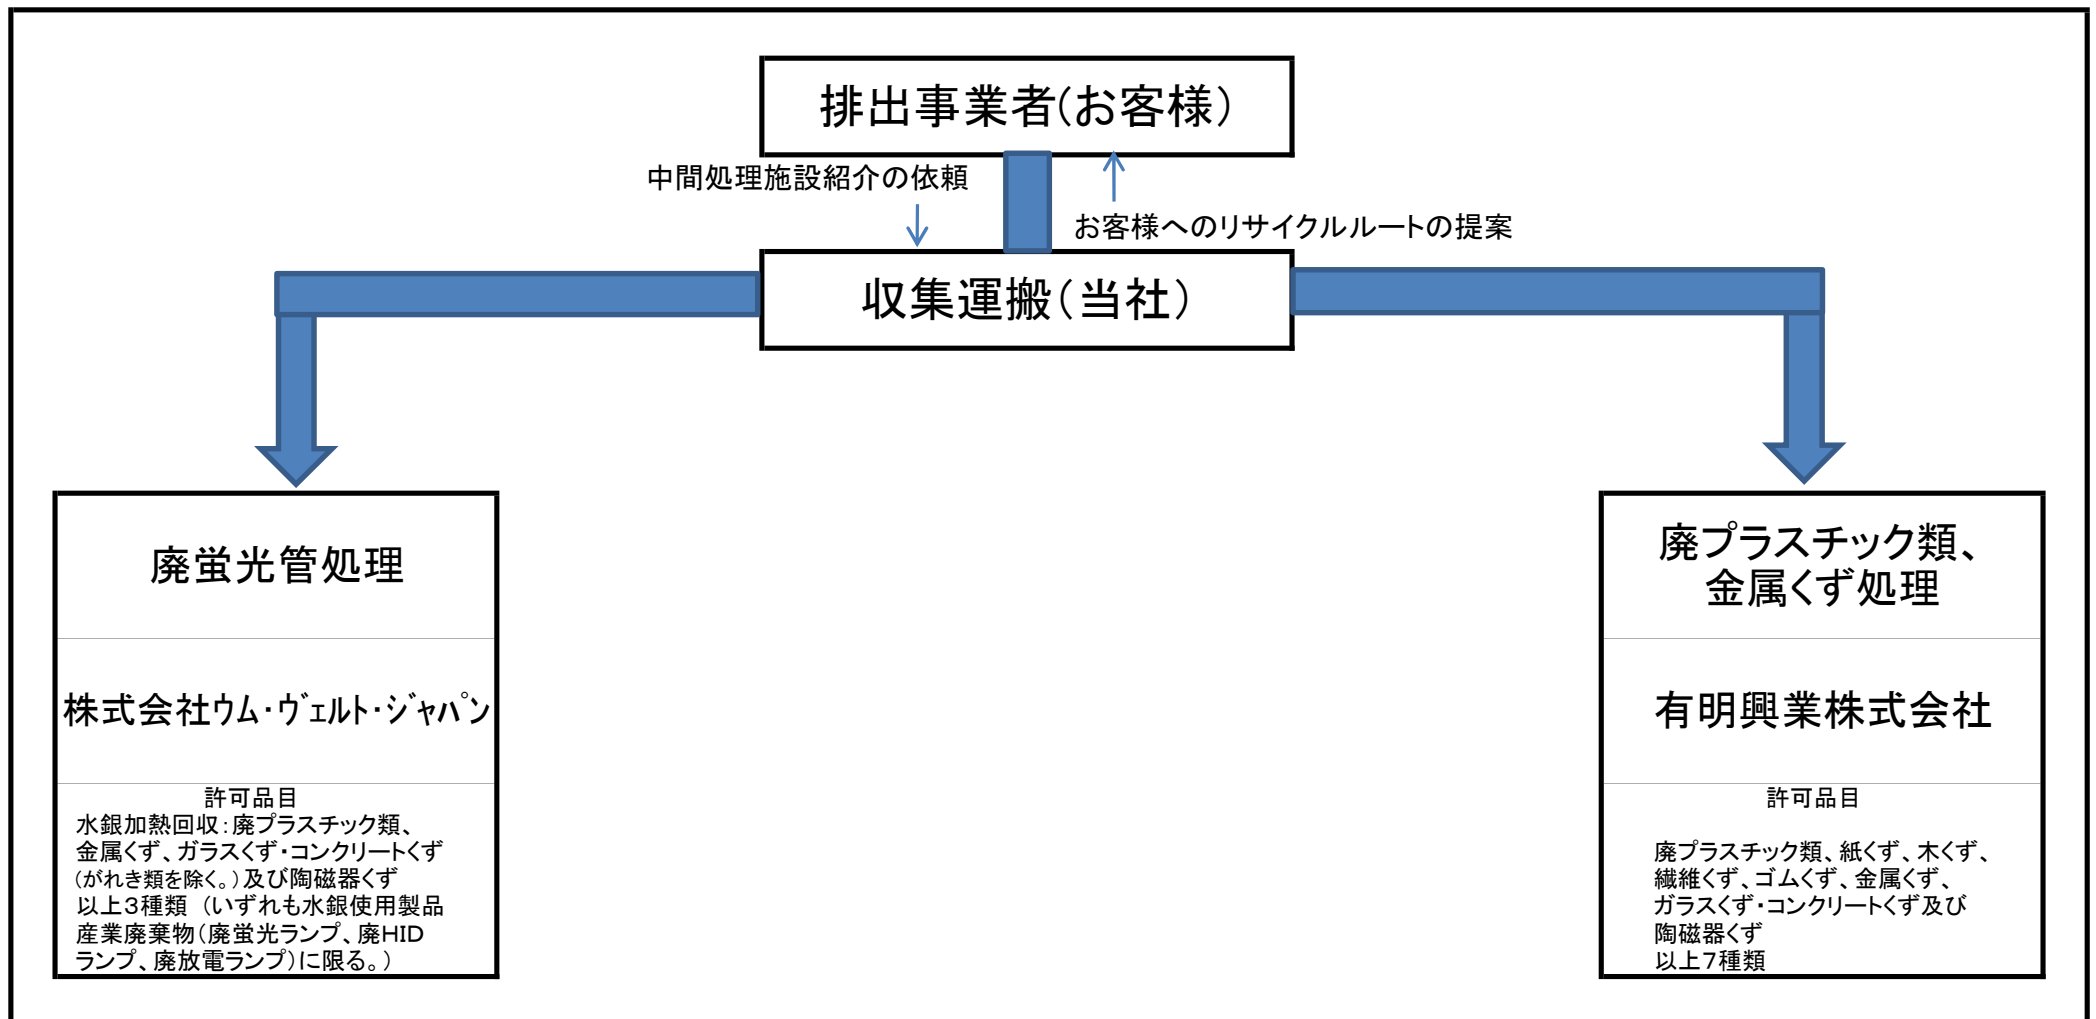 排出事業者(お客様)
中間処理施設紹介の依頼
お客様へのリサイクルルートの提案
収集運搬(当社)
廃蛍光管処理
株式会社ｳﾑ・ｳﾞｪﾙﾄ・ｼﾞｬﾊﾟﾝ
許可品目
水銀加熱回収：廃プラスチック類、
金属くず、ガラスくず・コンクリートくず
(がれき類を除く。)及び陶磁器くず
以上３種類 (いずれも水銀使用製品
産業廃棄物(廃蛍光ランプ、廃HID
ランプ、廃放電ランプ)に限る。)
廃プラスチック類、
金属くず処理
有明興業株式会社
許可品目
廃プラスチック類、紙くず、木くず、
繊維くず、ゴムくず、金属くず、
ガラスくず・コンクリートくず及び
陶磁器くず
以上７種類